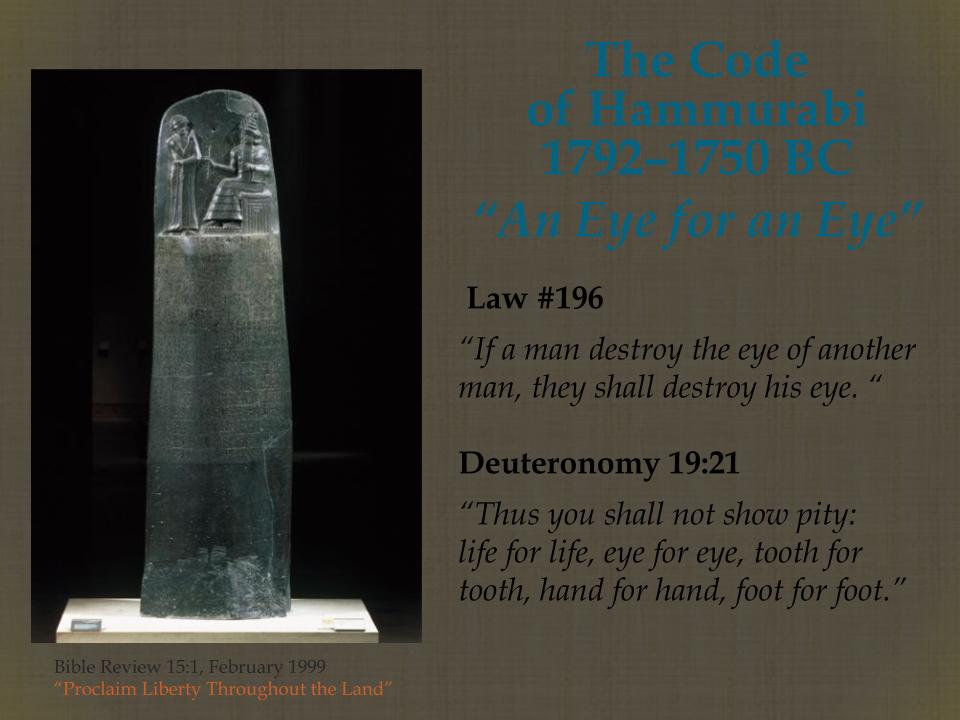 The Code
of Hammurabi
1792–1750 BC
“An Eye for an Eye”
Law #196
“If a man destroy the eye of another
man, they shall destroy his eye. “
Deuteronomy 19:21
“Thus you shall not show pity:
life for life, eye for eye, tooth for
tooth, hand for hand, foot for foot.”
Bible Review 15:1, February 1999
“Proclaim Liberty Throughout the Land”